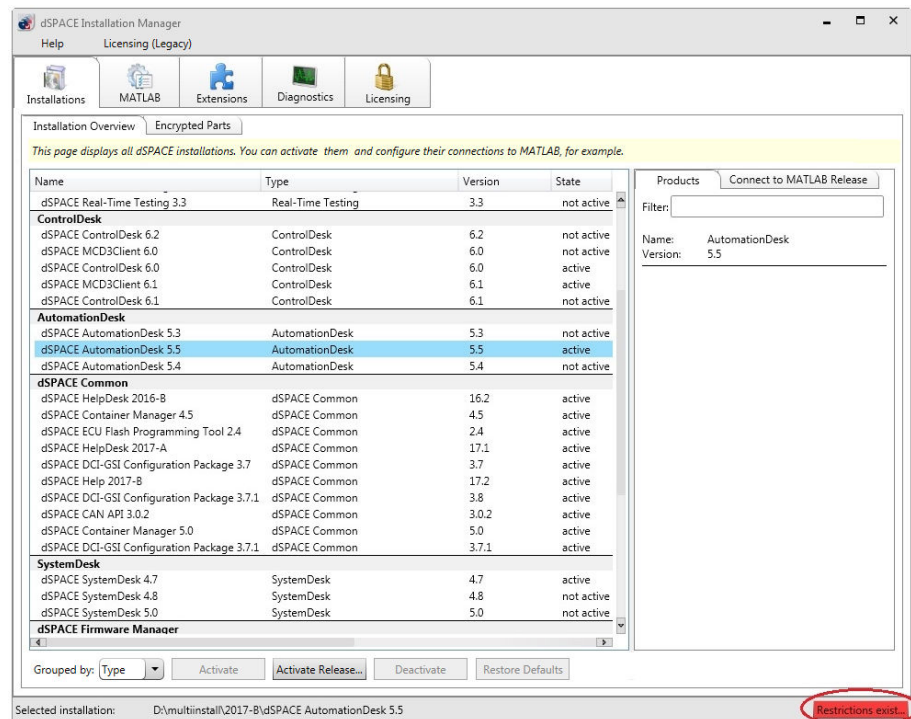 dSPACE Installation Manager
Help Licensing (Legacy)
Installations MATLAB Extensions Diagnostics Licensing
Installation Overview Encrypted Parts
This page displays all dSPACE installations. You can activate them and configure their connections to MATLAB, for example.
Name Type Version State
dSPACE Real-Time Testing 3.3 Real-Time Testing 3.3 not active
ControlDesk
dSPACE ControlDesk 6.2 ControlDesk 6.2 not active
dSPACE MCD3Client 6.0 ControlDesk 6.0 not active
dSPACE ControlDesk 6.0 ControlDesk 6.0 active
dSPACE MCD3Client 6.1 ControlDesk 6.1 active
dSPACE ControlDesk 6.1 ControlDesk 6.1 not active
AutomationDesk
dSPACE AutomationDesk 5.3 AutomationDesk 5.3 not active
dSPACE AutomationDesk 5.5 AutomationDesk 5.5 active
dSPACE AutomationDesk 5.4 AutomationDesk 5.4 not active
dSPACE Common
dSPACE HelpDesk 2016-B dSPACE Common 16.2 active
dSPACE Container Manager 4.5 dSPACE Common 4.5 active
dSPACE ECU Flash Programming Tool 2.4 dSPACE Common 2.4 active
dSPACE HelpDesk 2017-A dSPACE Common 17.1 active
dSPACE DCI-GSI Configuration Package 3.7 dSPACE Common 3.7 active
dSPACE Help 2017-B dSPACE Common 17.2 active
dSPACE DCI-GSI Configuration Package 3.7.1 dSPACE Common 3.8 active
dSPACE CAN API 3.0.2 dSPACE Common 3.0.2 active
dSPACE Container Manager 5.0 dSPACE Common 5.0 active
dSPACE DCI-GSI Configuration Package 3.7.1 dSPACE Common 3.7.1 active
SystemDesk
dSPACE SystemDesk 4.7 SystemDesk 4.7 active
dSPACE SystemDesk 4.8 SystemDesk 4.8 not active
dSPACE SystemDesk 5.0 SystemDesk 5.0 not active
dSPACE Firmware Manager
Products Connect to MATLAB Release
Filter:
Name: AutomationDesk
Version: 5.5
Grouped by: Type Activate Activate Release... Deactivate Restore Defaults
Selected installation: D:\multiinstall\2017-B\dSPACE AutomationDesk 5.5 Restrictions exist...